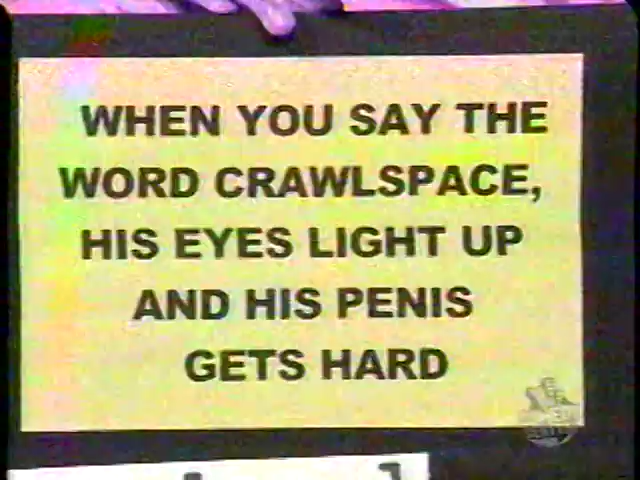 WHEN YOU SAY THE
WORD CRAWLSPACE,
HIS EYES LIGHT UP
AND HIS PENIS
GETS HARD